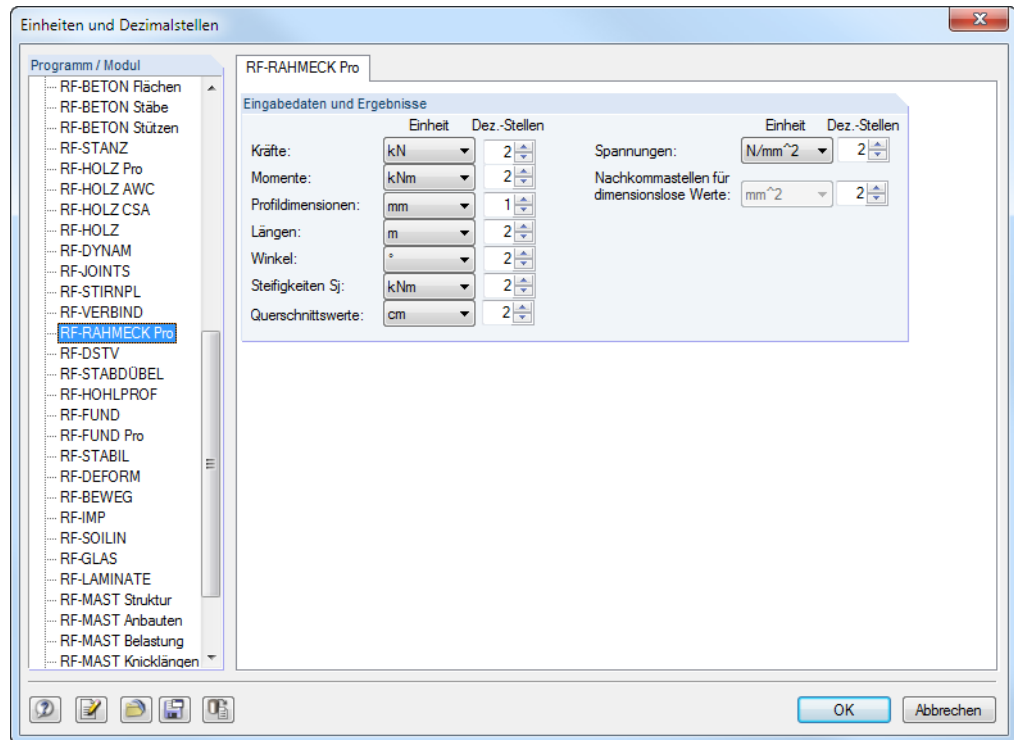 Einheiten und Dezimalstellen
Programm / Modul
RF-BETON Flächen
RF-BETON Stäbe
RF-BETON Stützen
RF-STANZ
RF-HOLZ Pro
RF-HOLZ AWC
RF-HOLZ CSA
RF-HOLZ
RF-DYNAM
RF-JOINTS
RF-STIRNPL
RF-VERBIND
RF-RAHMECK Pro
RF-DSTV
RF-STABDÜBEL
RF-HOHLPROF
RF-FUND
RF-FUND Pro
RF-STABIL
RF-DEFORM
RF-BEWEG
RF-IMP
RF-SOILIN
RF-GLAS
RF-LAMINATE
RF-MAST Struktur
RF-MAST Anbauten
RF-MAST Belastung
RF-MAST Knicklängen
RF-RAHMECK Pro
Eingabedaten und Ergebnisse
Einheit Dez.-Stellen
Kräfte: kN 2
Momente: kNm 2
Profildimensionen: mm 1
Längen: m 2
Winkel: ° 2
Steifigkeiten Sj: kNm 2
Querschnittswerte: cm 2
Einheit Dez.-Stellen
Spannungen: N/mm^2 2
Nachkommastellen für
dimensionslose Werte: mm^2 2
OK Abbrechen